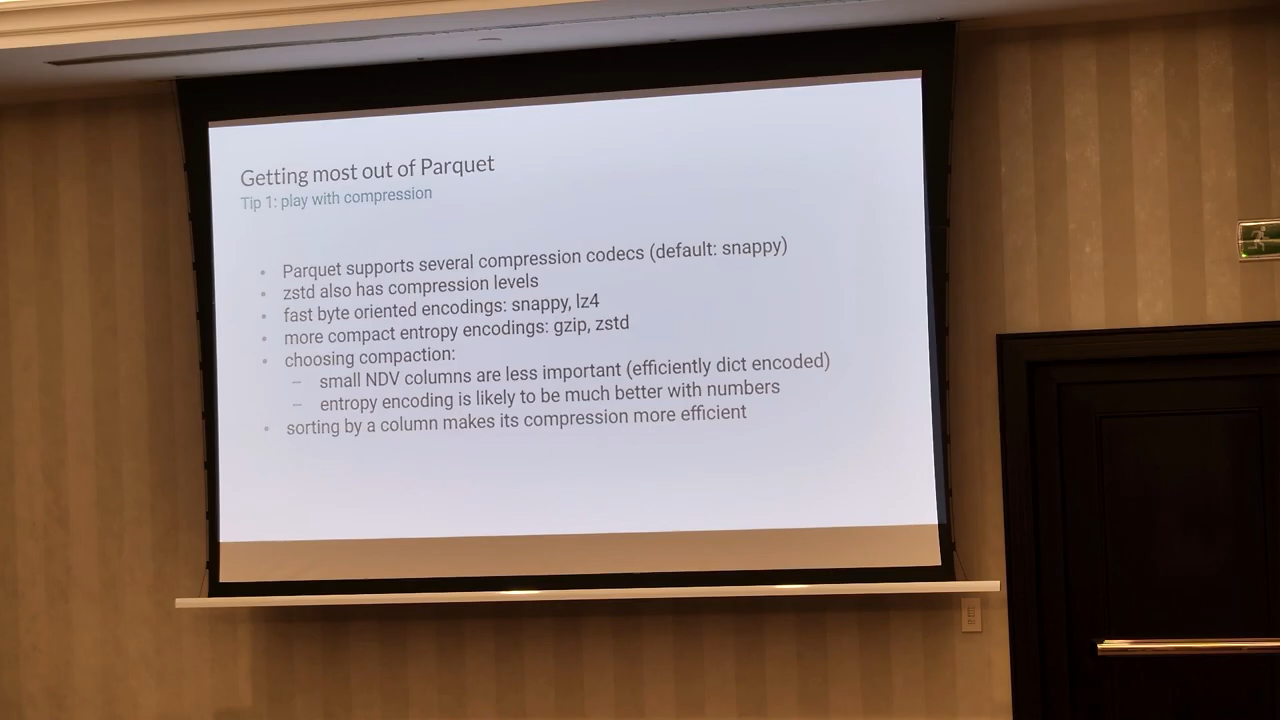 Getting most out of Parquet
Tip 1: play with compression
• Parquet supports several compression codecs (default: snappy)
• zstd also has compression levels
• fast byte oriented encodings: snappy, lz4
• more compact entropy encodings: gzip, zstd
• choosing compaction:
– small NDV columns are less important (efficiently dict encoded)
– entropy encoding is likely to be much better with numbers
• sorting by a column makes its compression more efficient